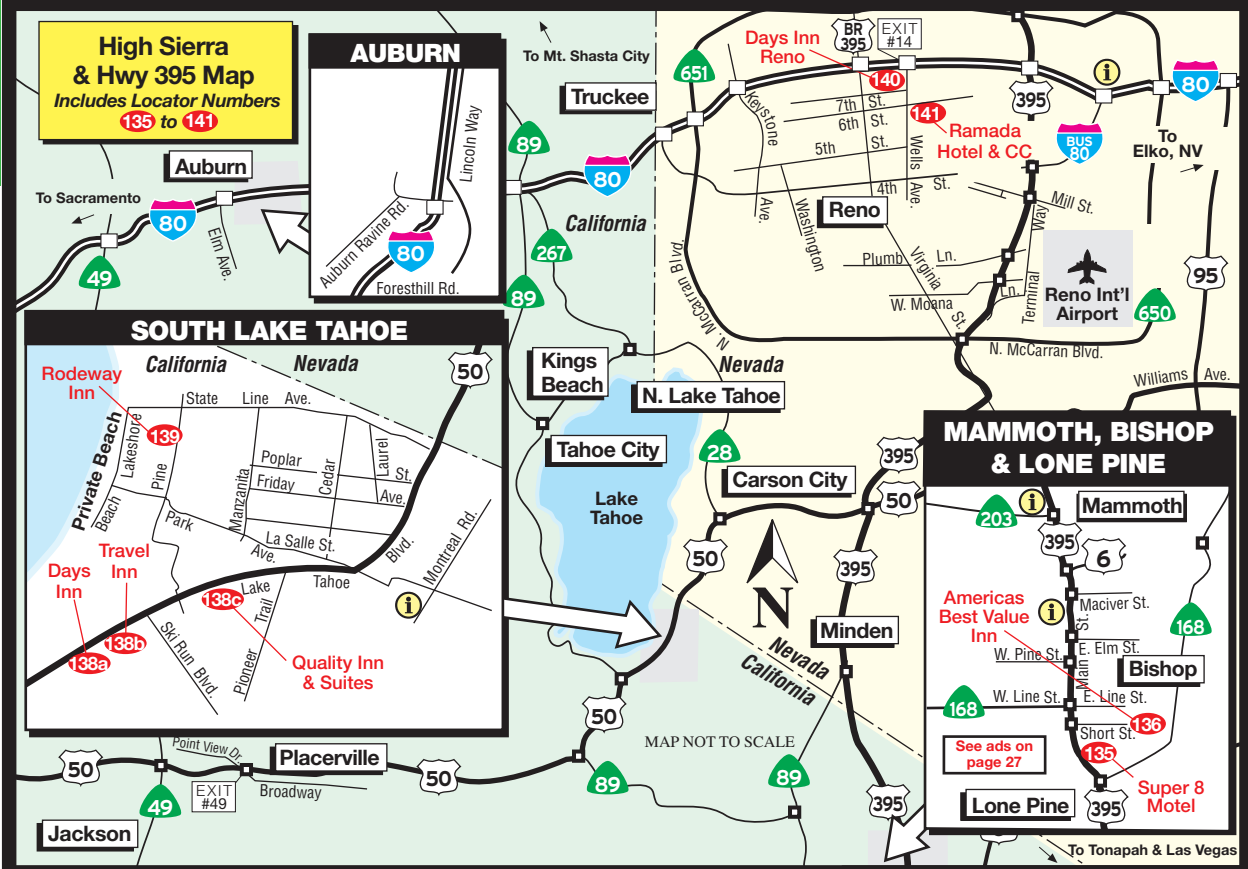 High Sierra
& Hwy 395 Map
Includes Locator Numbers
135 to 141
To Mt. Shasta City
Truckee
Auburn
To Sacramento
80
Elm Ave.
49
89
267
89
80
California
AUBURN
Lincoln Way
Auburn Ravine Rd.
80
Foresthill Rd.
651
Days Inn
Reno
140
BR
395
EXIT
#14
395
i
80
BUS
80
To
Elko, NV
Keystone
Ave.
7th St.
6th St.
5th St.
4th St.
141
Ramada
Hotel & CC
Wells
Ave.
Washington
Reno
Mill St.
Virginia
St.
Plumb Ln.
W. Moana Ln.
Terminal
Way
Reno Int'l
Airport
650
95
N. McCarran Blvd.
N. McCarran Blvd.
Williams Ave.
SOUTH LAKE TAHOE
California
Nevada
50
Rodeway
Inn
139
State Line Ave.
Private Beach
Lakeshore
Beach
Pine
Park
Ave.
Manzanita
Poplar St.
Friday Ave.
Cedar
Laurel
La Salle St.
Lake Tahoe Blvd.
Montreal Rd.
i
Travel
Inn
Days
Inn
138a
138b
138c
Quality Inn
& Suites
Ski Run Blvd.
Pioneer Trail
Kings
Beach
Nevada
N. Lake Tahoe
Tahoe City
28
Lake
Tahoe
Carson City
395
50
50
395
N
Minden
Nevada
California
50
MAP NOT TO SCALE
89
89
395
50
Point View Dr.
Placerville
50
EXIT
#49
Broadway
49
Jackson
MAMMOTH, BISHOP
& LONE PINE
203
i
Mammoth
395
6
Americas
Best Value
Inn
i
Maciver St.
168
W. Pine St.
E. Elm St.
Main St.
Bishop
168
W. Line St.
E. Line St.
136
Short St.
135
See ads on
page 27
Super 8
Motel
Lone Pine
395
To Tonapah & Las Vegas